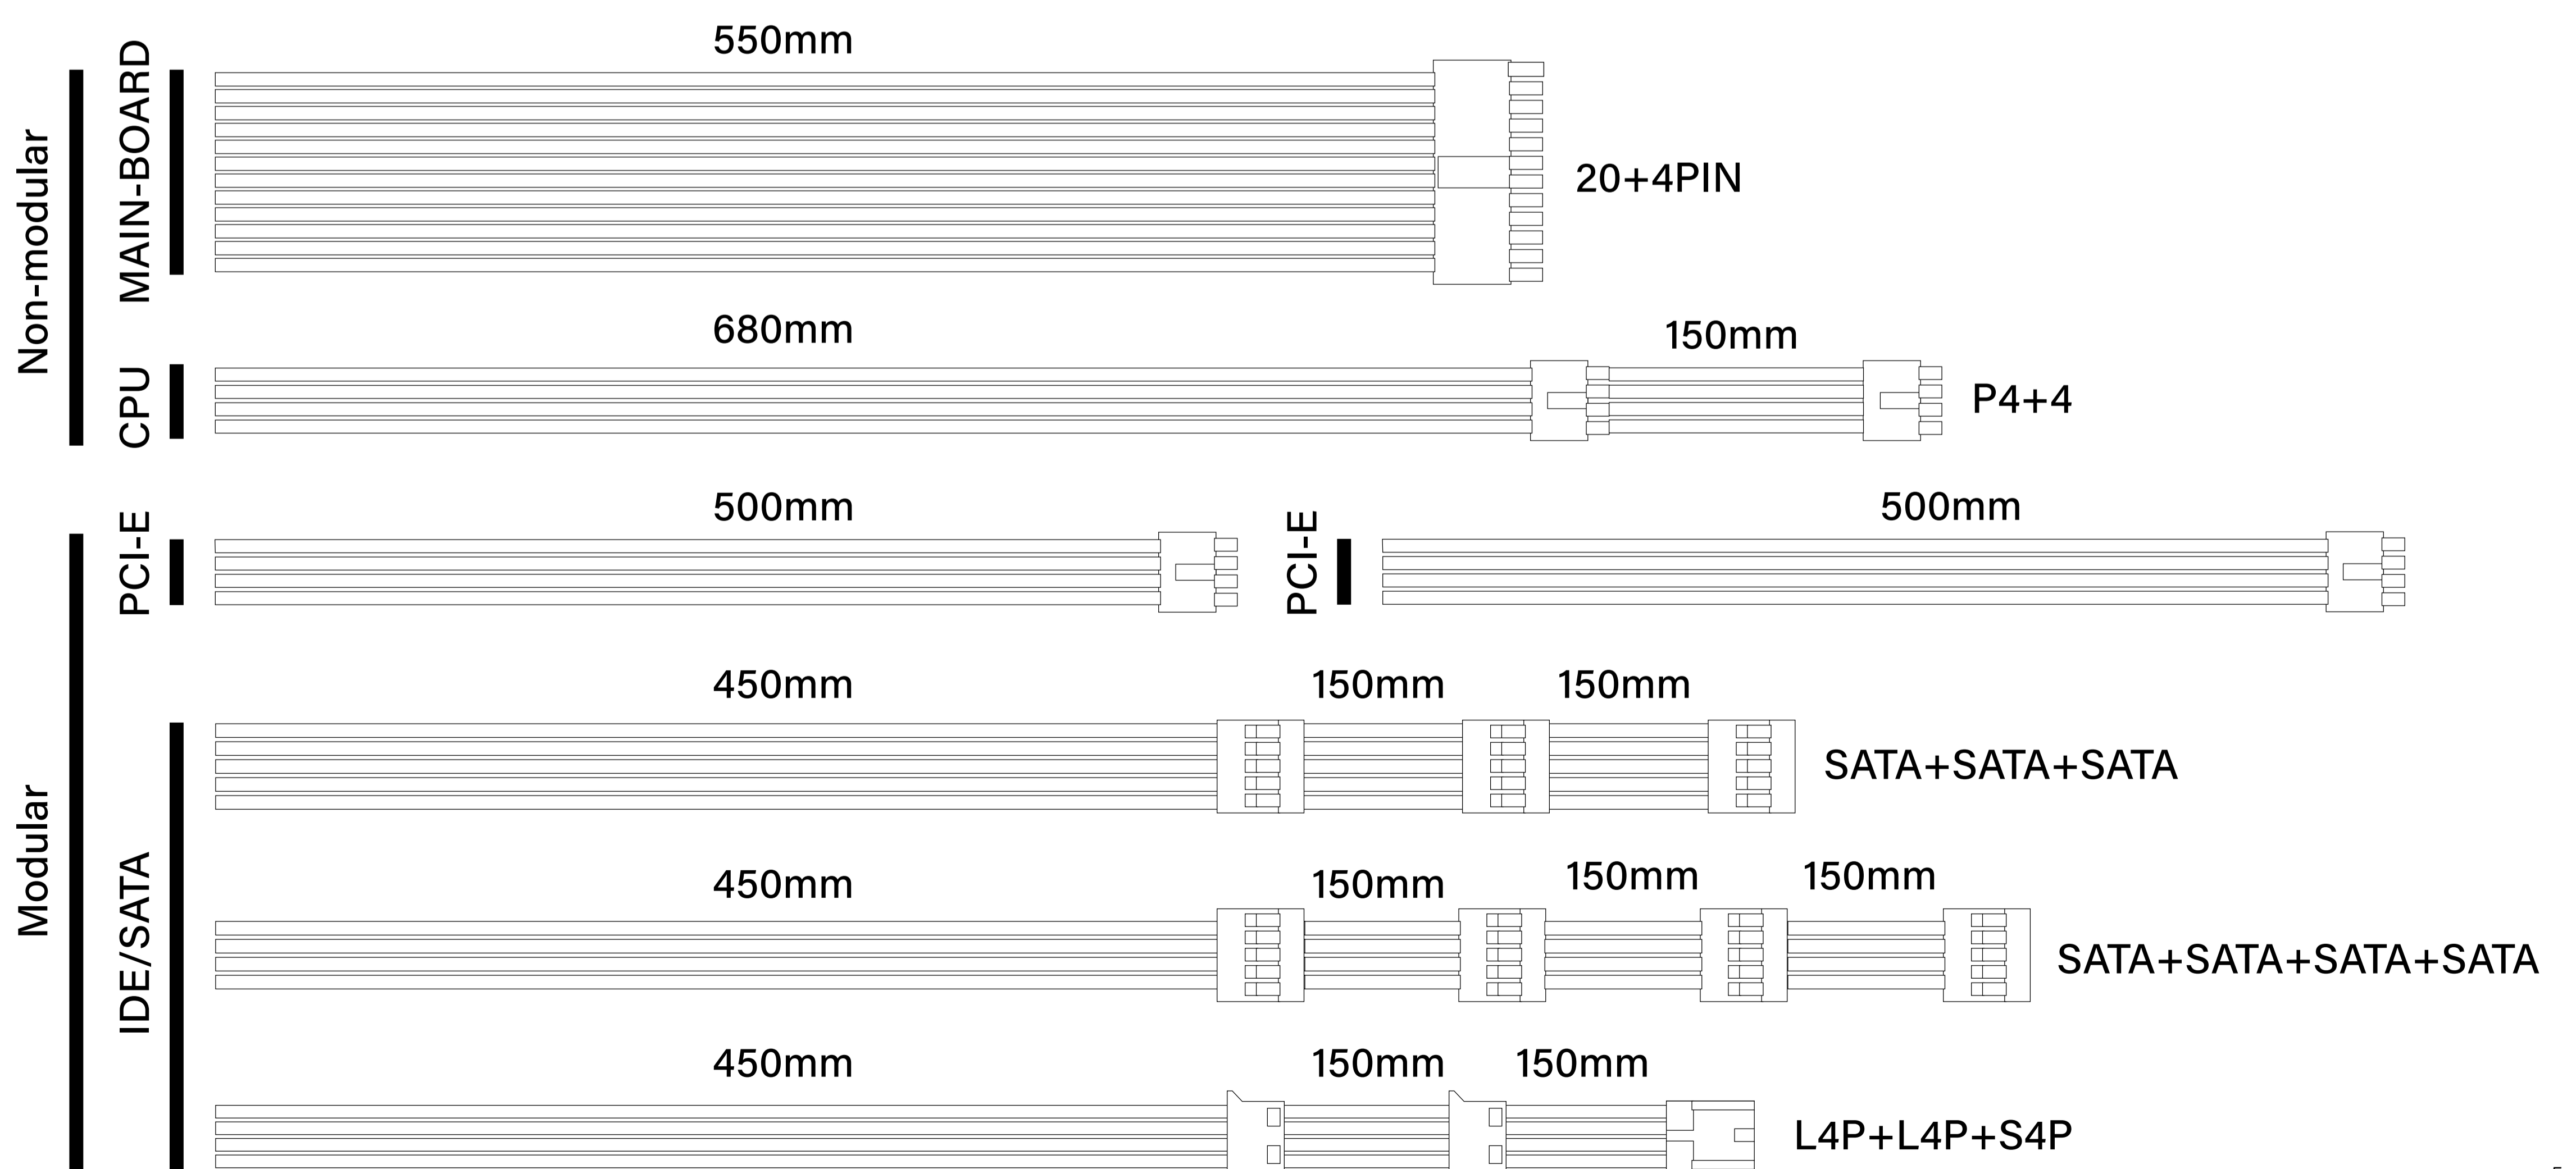 Non-modular
MAIN-BOARD
550mm
20+4PIN
CPU
680mm
150mm
P4+4
Modular
PCI-E
500mm
PCI-E
500mm
IDE/SATA
450mm
150mm
150mm
SATA+SATA+SATA
450mm
150mm
150mm
150mm
SATA+SATA+SATA+SATA
450mm
150mm
150mm
L4P+L4P+S4P